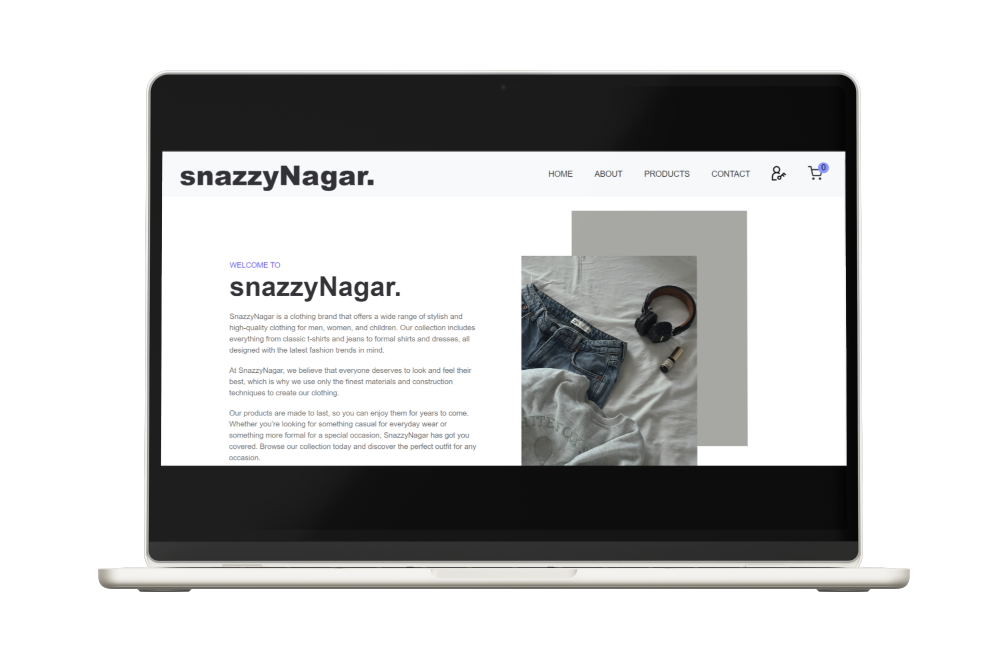 snazzyNagar.
HOME ABOUT PRODUCTS CONTACT 0
WELCOME TO
snazzyNagar.
SnazzyNagar is a clothing brand that offers a wide range of stylish and
high-quality clothing for men, women, and children. Our collection includes
everything from classic t-shirts and jeans to formal shirts and dresses, all
designed with the latest fashion trends in mind.
At SnazzyNagar, we believe that everyone deserves to look and feel their
best, which is why we use only the finest materials and construction
techniques to create our clothing.
Our products are made to last, so you can enjoy them for years to come.
Whether you're looking for something casual for everyday wear or
something more formal for a special occasion, SnazzyNagar has got you
covered. Browse our collection today and discover the perfect outfit for any
occasion.